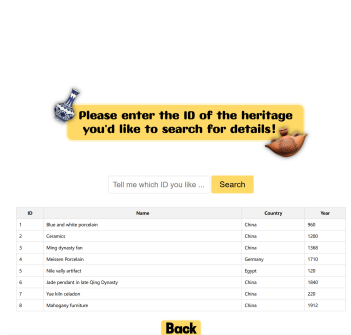 Please enter the ID of the heritage
you'd like to search for details!
Tell me which ID you like ... Search
ID Name Country Year
1 Blue and white porcelain China 960
2 Ceramics China 1200
3 Ming dynasty fan China 1368
4 Meissen Porcelain Germany 1710
5 Nile vally artifact Egypt 120
6 Jade pendant in late Qing Dynasty China 1840
7 Yue kiln celadon China 220
8 Mahogany furniture China 1912
Back